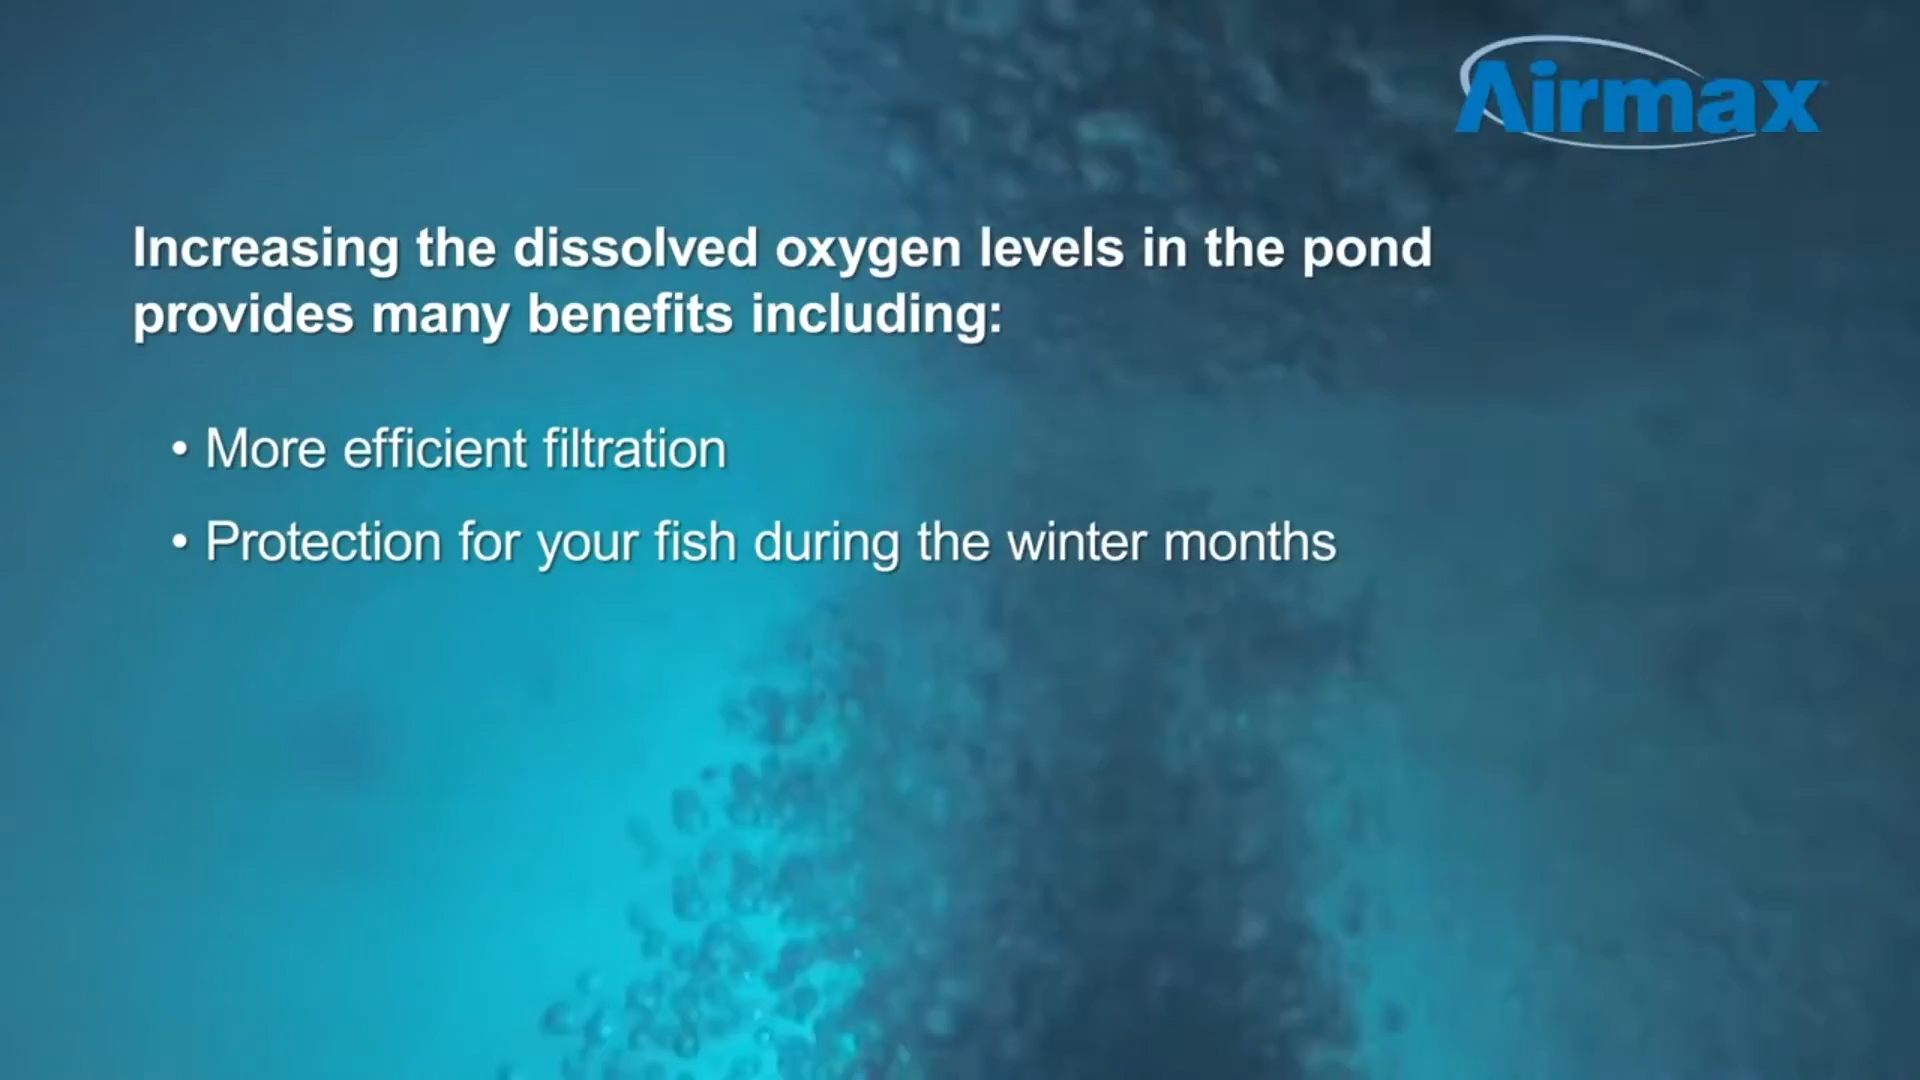 Airmax
Increasing the dissolved oxygen levels in the pond
provides many benefits including:
• More efficient filtration
• Protection for your fish during the winter months